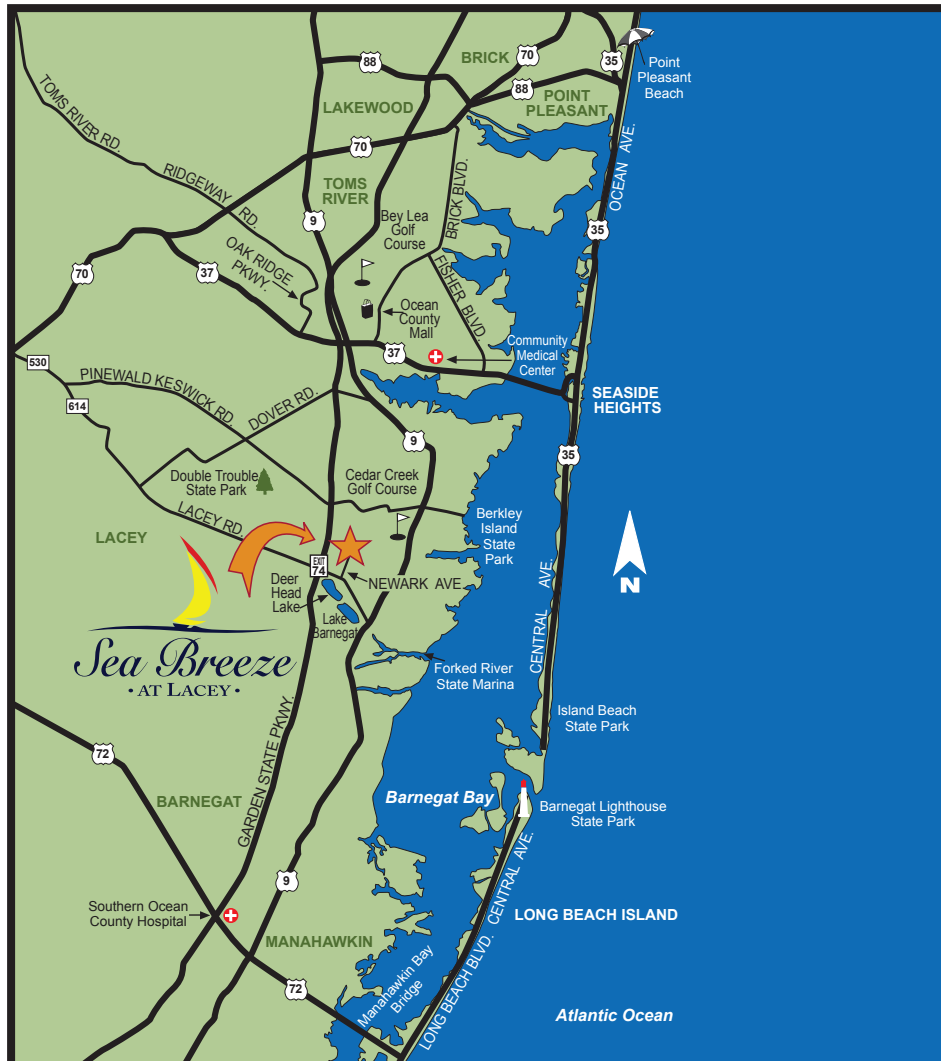 BRICK
70
35
88
Point
Pleasant
Beach
88
POINT
PLEASANT
TOMS RIVER RD.
LAKEWOOD
70
OCEAN AVE.
RIDGEWAY RD.
TOMS
RIVER
9
BRICK BLVD.
Bey Lea
Golf
Course
35
OAK RIDGE
PKWY.
70
37
FISHER BLVD.
Ocean
County
Mall
37
Community
Medical
Center
530
PINEWALD KESWICK RD.
614
DOVER RD.
SEASIDE
HEIGHTS
9
35
Double Trouble
State Park
Cedar Creek
Golf Course
LACEY RD.
Berkley
Island
State
Park
LACEY
EXIT
74
NEWARK AVE.
N
Deer
Head
Lake
Lake
Barnegat
CENTRAL AVE.
Sea Breeze
• AT LACEY •
Forked River
State Marina
GARDEN STATE PKWY.
Island Beach
State Park
72
BARNEGAT
Barnegat Bay
Barnegat Lighthouse
State Park
9
CENTRAL AVE.
Southern Ocean
County Hospital
LONG BEACH ISLAND
MANAHAWKIN
LONG BEACH BLVD.
72
Manahawkin Bay
Bridge
Atlantic Ocean